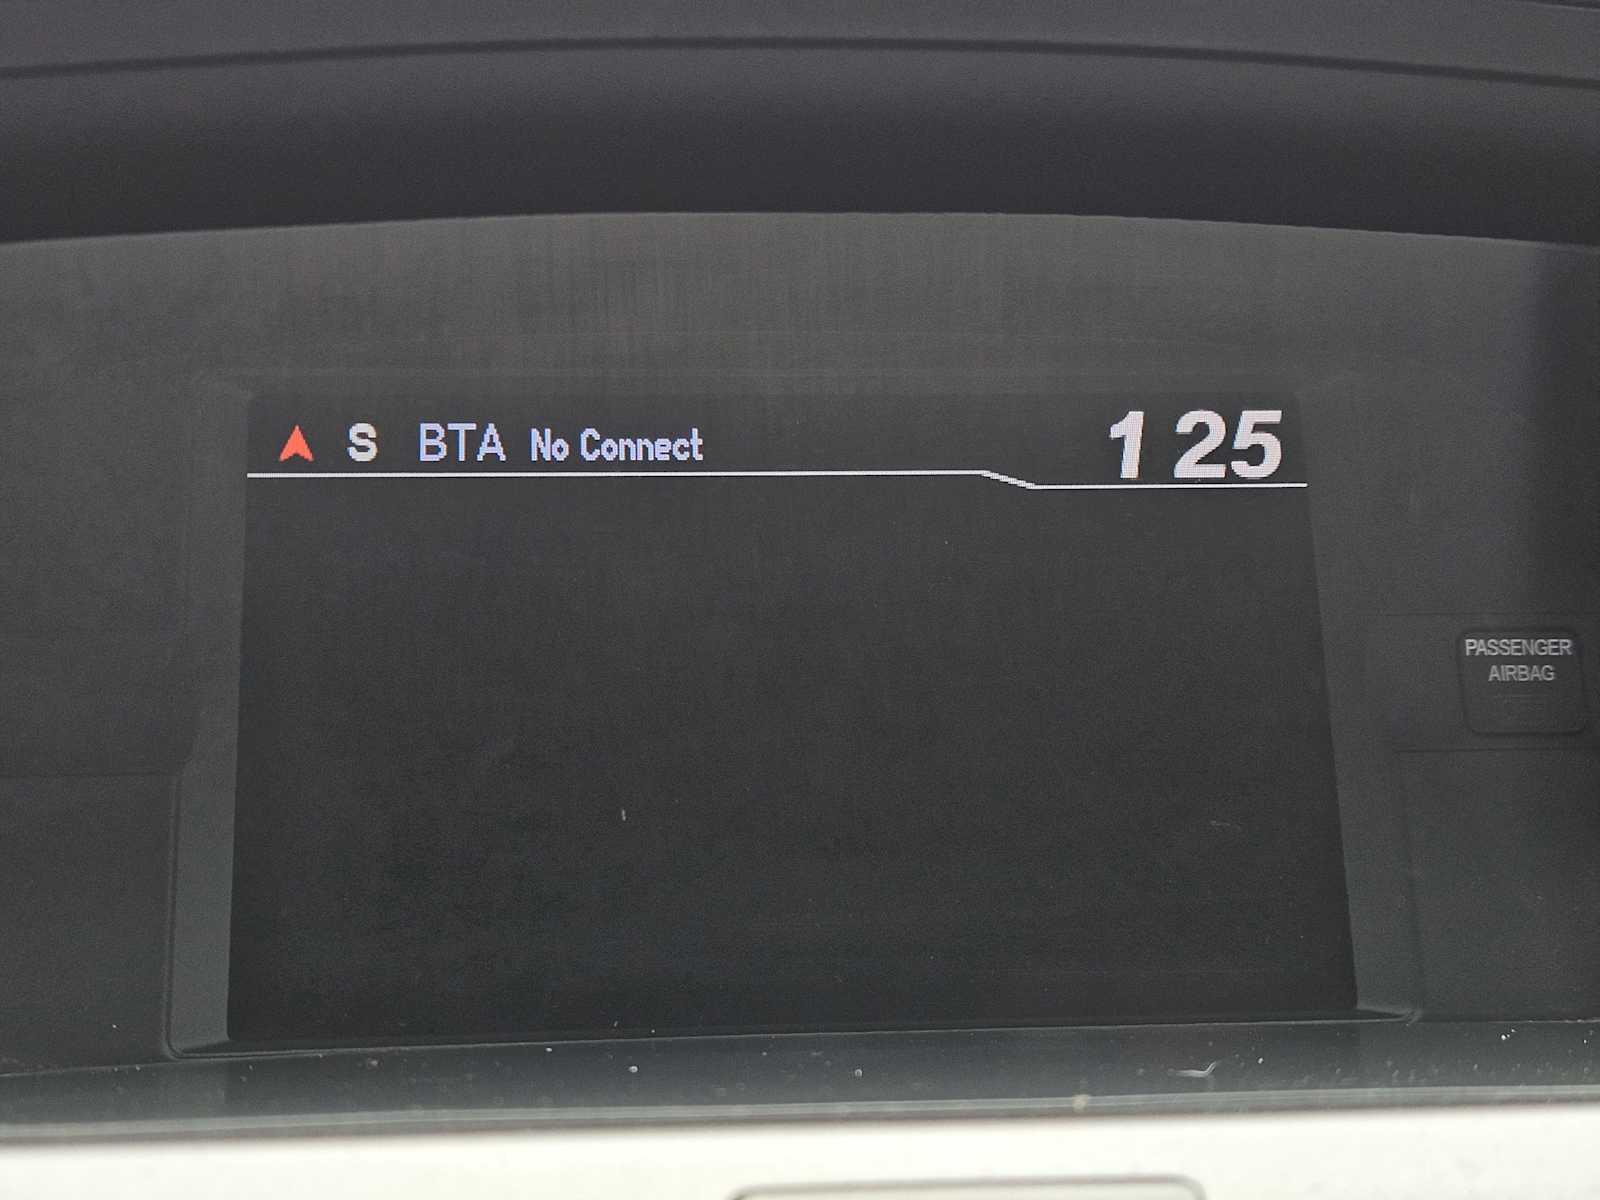 S BTA No Connect 1 25
PASSENGER
AIRBAG